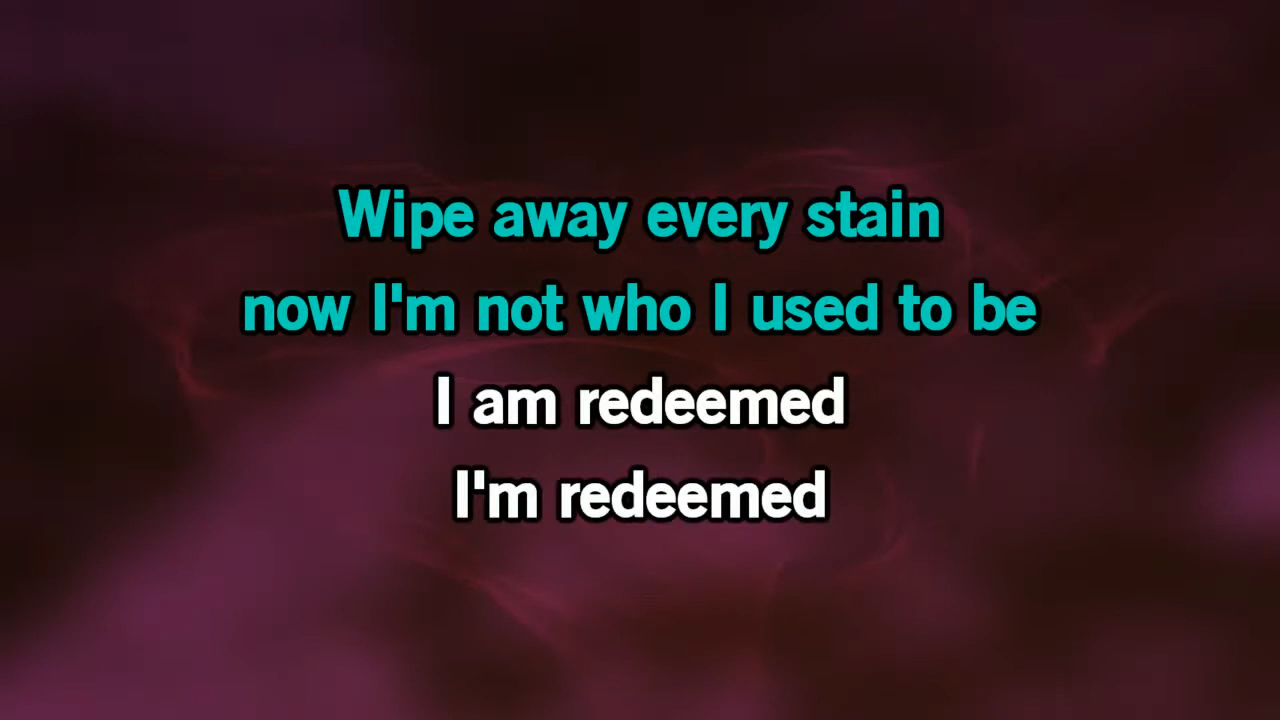 Wipe away every stain
now I'm not who I used to be
I am redeemed
I'm redeemed